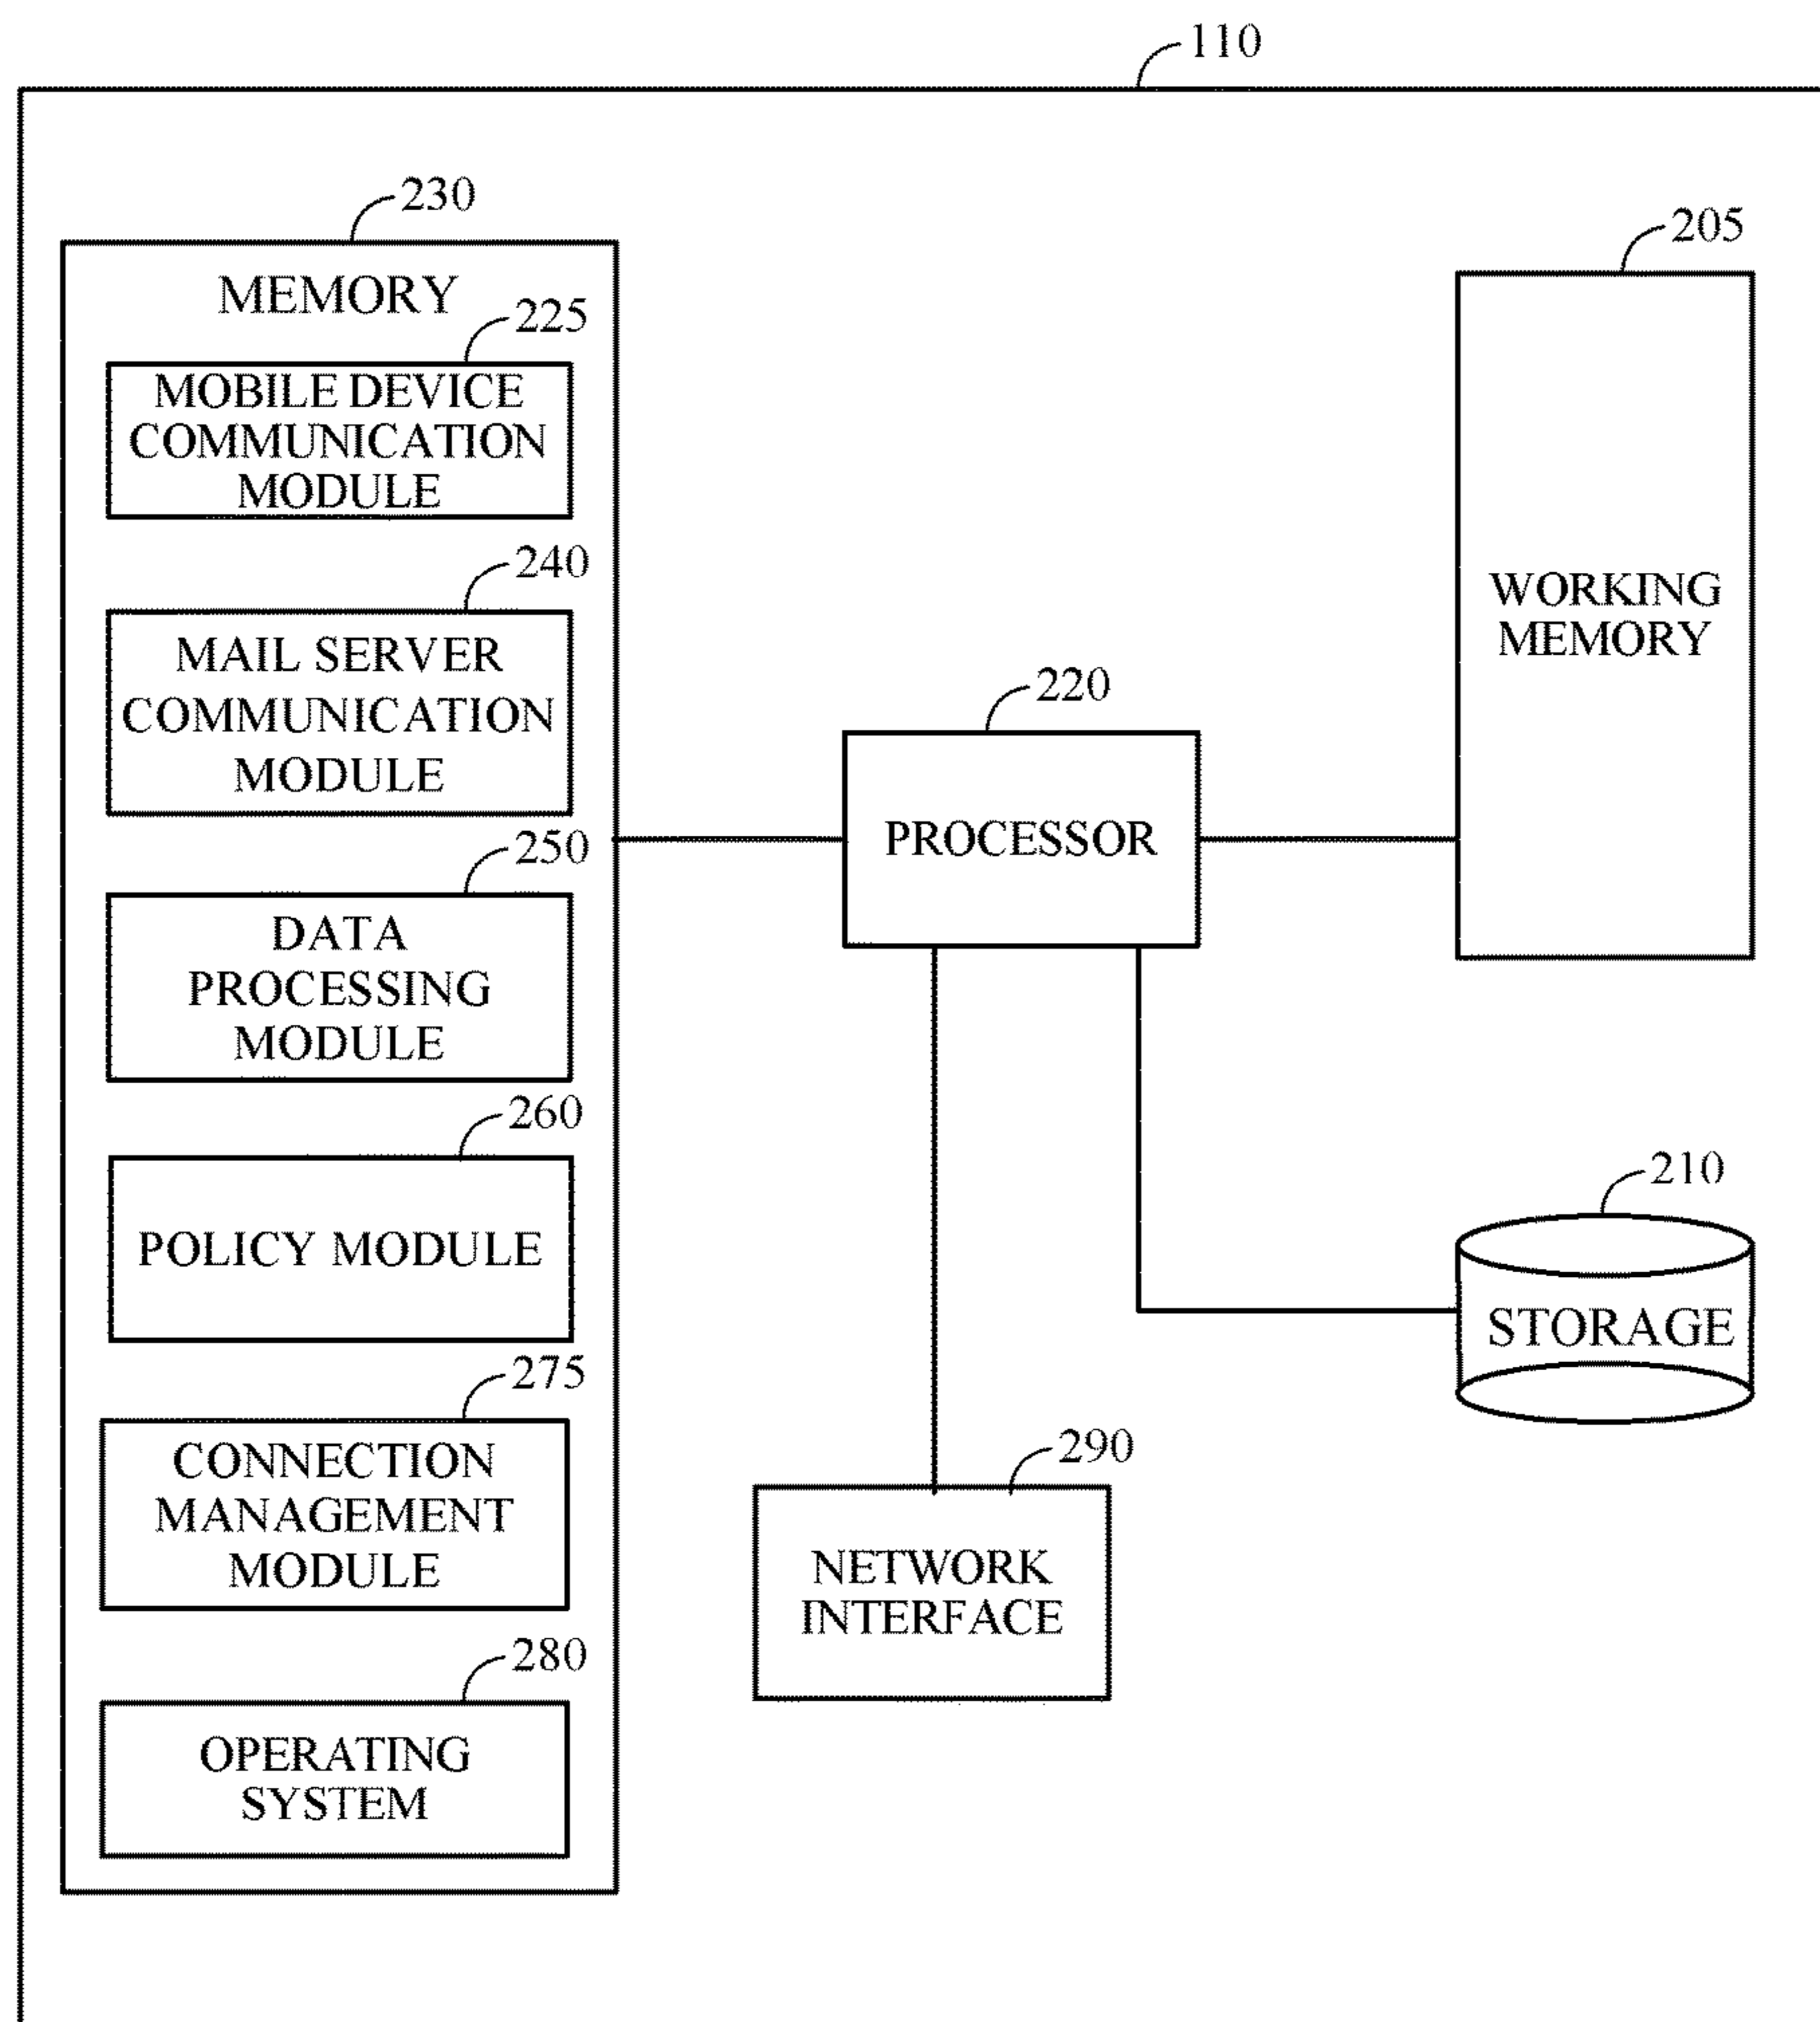 110
230
MEMORY
225
MOBILE DEVICE
COMMUNICATION
MODULE
240
MAIL SERVER
COMMUNICATION
MODULE
250
DATA
PROCESSING
MODULE
260
POLICY MODULE
275
CONNECTION
MANAGEMENT
MODULE
280
OPERATING
SYSTEM
220
PROCESSOR
290
NETWORK
INTERFACE
205
WORKING
MEMORY
210
STORAGE